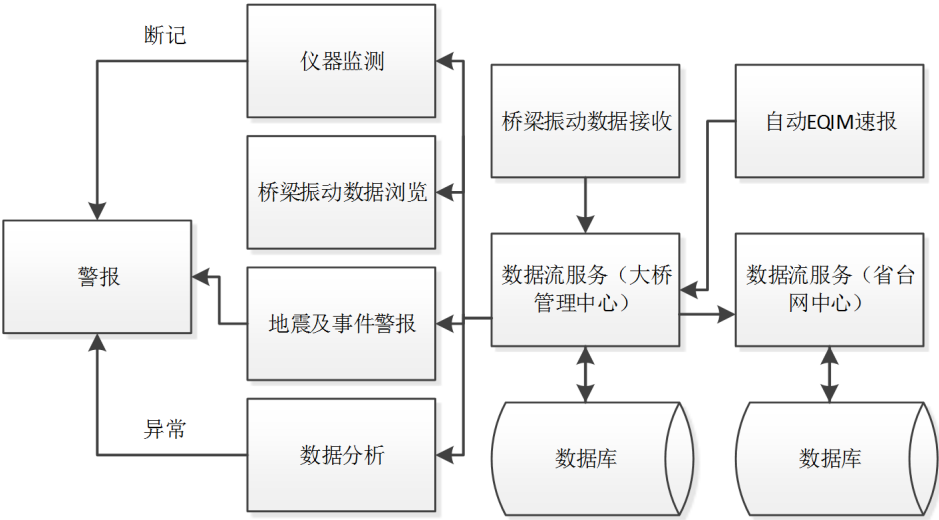 断记
仪器监测
桥梁振动数据接收
自动EQIM速报
桥梁振动数据浏览
警报
数据流服务（大桥
管理中心）
数据流服务（省台
网中心）
地震及事件警报
异常
数据分析
数据库
数据库